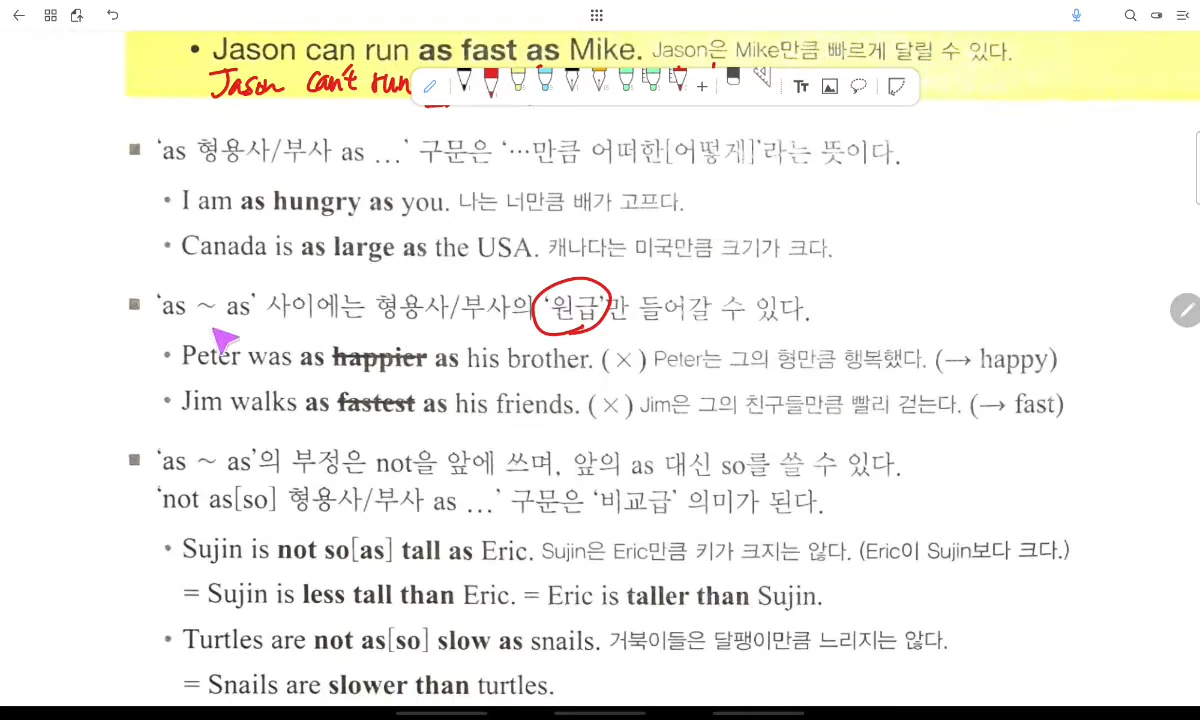 • Jason can run as fast as Mike. Jason은 Mike만큼 빠르게 달릴 수 있다.
Jason can't run
■ 'as 형용사/부사 as …' 구문은 '…만큼 어떠한[어떻게]'라는 뜻이다.
• I am as hungry as you. 나는 너만큼 배가 고프다.
• Canada is as large as the USA. 캐나다는 미국만큼 크기가 크다.
■ 'as ~ as' 사이에는 형용사/부사의 '원급'만 들어갈 수 있다.
• Peter was as happier as his brother. (×) Peter는 그의 형만큼 행복했다. (→ happy)
• Jim walks as fastest as his friends. (×) Jim은 그의 친구들만큼 빨리 걷는다. (→ fast)
■ 'as ~ as'의 부정은 not을 앞에 쓰며, 앞의 as 대신 so를 쓸 수 있다.
'not as[so] 형용사/부사 as …' 구문은 '비교급' 의미가 된다.
• Sujin is not so[as] tall as Eric. Sujin은 Eric만큼 키가 크지는 않다. (Eric이 Sujin보다 크다.)
= Sujin is less tall than Eric. = Eric is taller than Sujin.
• Turtles are not as[so] slow as snails. 거북이들은 달팽이만큼 느리지는 않다.
= Snails are slower than turtles.